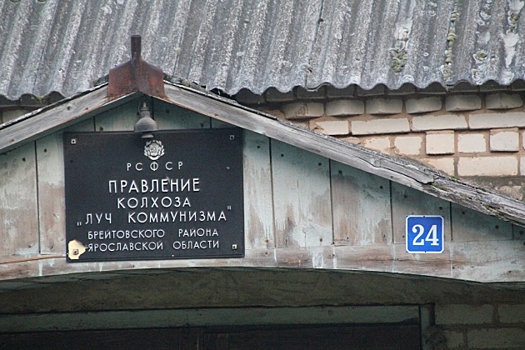 РСФСР
ПРАВЛЕНИЕ
КОЛХОЗА
"ЛУЧ КОММУНИЗМА"
БРЕЙТОВСКОГО РАЙОНА
ЯРОСЛАВСКОЙ ОБЛАСТИ
24